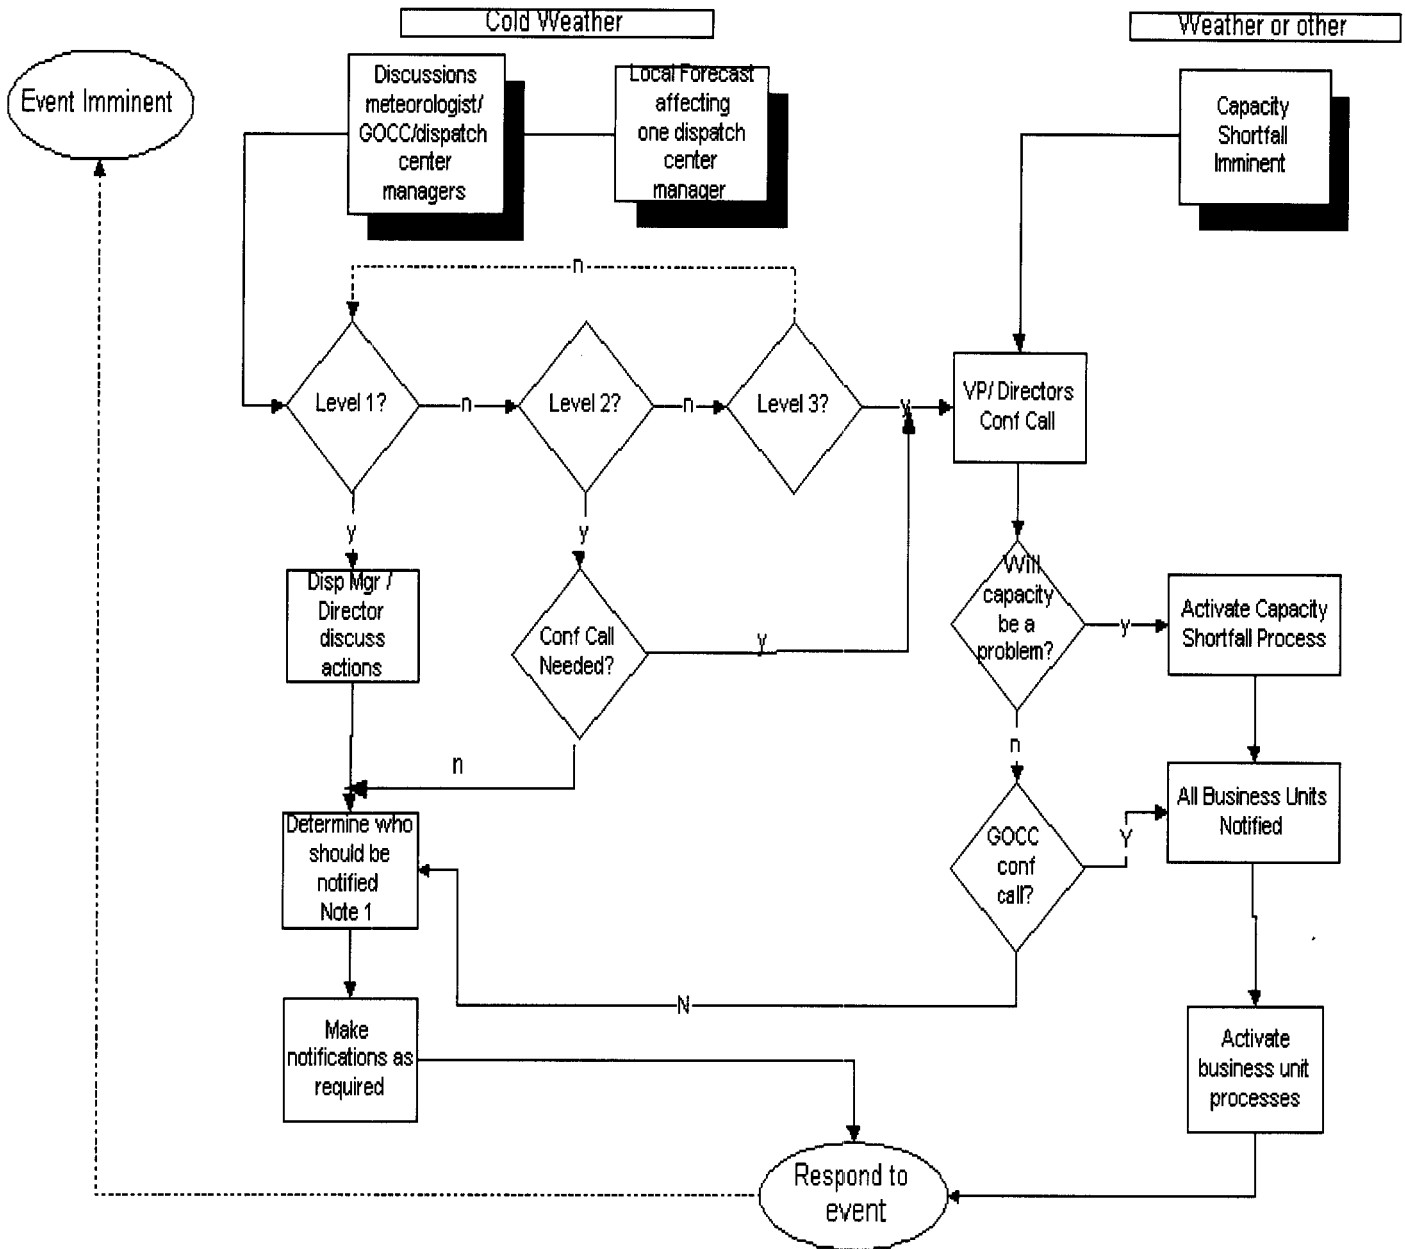 Cold Weather
Weather or other
Event Imminent
Discussions
meteorologist/
GOCC/dispatch
center
managers
Local Forecast
affecting
one dispatch
center
manager
Capacity
Shortfall
Imminent
n
Level 1?
n
Level 2?
n
Level 3?
y
VP/ Directors
Conf Call
y
y
Disp Mgr /
Director
discuss
actions
Conf Call
Needed?
y
Will
capacity
be a
problem?
y
Activate Capacity
Shortfall Process
n
n
Determine who
should be
notified
Note 1
GOCC
conf
call?
Y
All Business Units
Notified
N
Make
notifications as
required
Activate
business unit
processes
Respond to
event